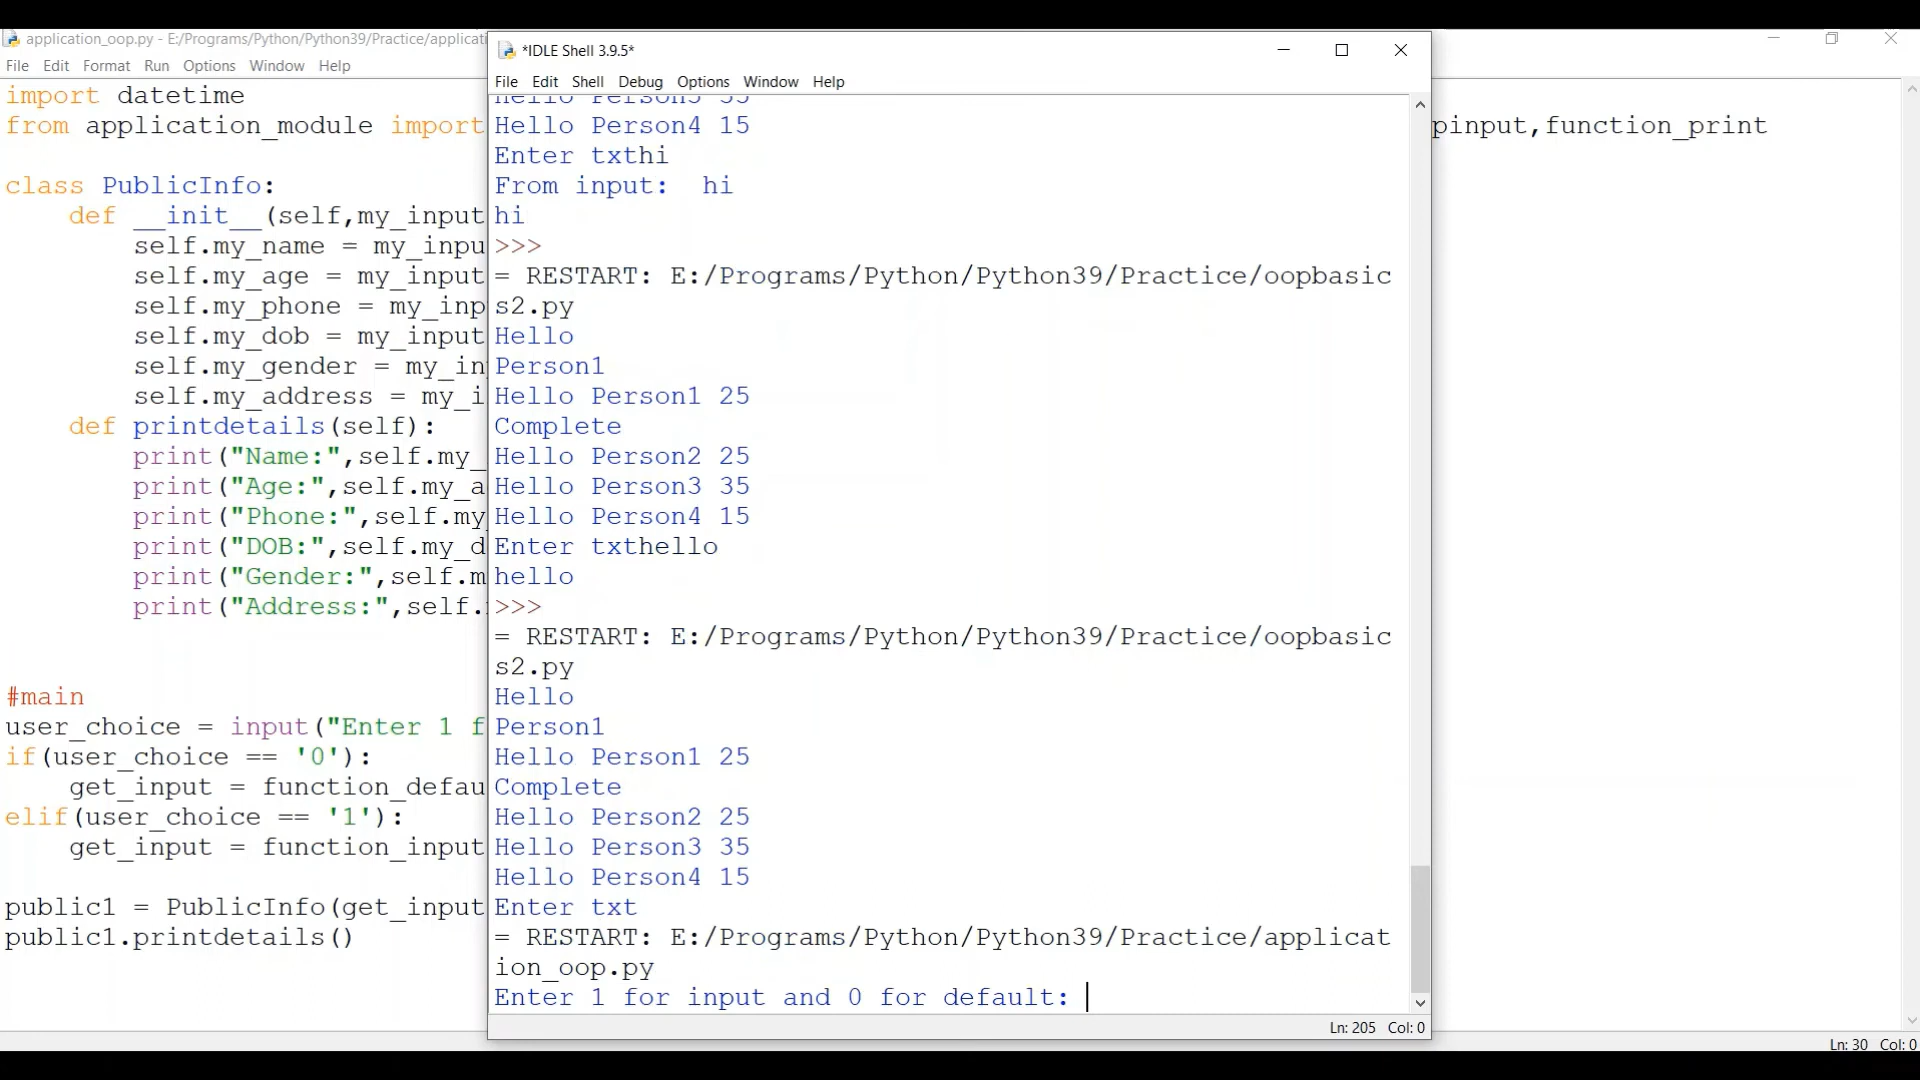 application_oop.py - E:/Programs/Python/Python39/Practice/applicati
File Edit Format Run Options Window Help
import datetime
from application_module import
pinput,function_print
class PublicInfo:
def __init__(self,my_input
self.my_name = my_inpu
self.my_age = my_input
self.my_phone = my_inp
self.my_dob = my_input
self.my_gender = my_in
self.my_address = my_i
def printdetails(self):
print("Name:",self.my_
print("Age:",self.my_a
print("Phone:",self.my
print("DOB:",self.my_d
print("Gender:",self.m
print("Address:",self.
#main
user_choice = input("Enter 1 f
if(user_choice == '0'):
get_input = function_defau
elif(user_choice == '1'):
get_input = function_input
public1 = PublicInfo(get_input
public1.printdetails()
Ln: 30 Col: 0
*IDLE Shell 3.9.5*
File Edit Shell Debug Options Window Help
Hello Person3 35
Hello Person4 15
Enter txthi
From input:  hi
hi
>>>
= RESTART: E:/Programs/Python/Python39/Practice/oopbasic
s2.py
Hello
Person1
Hello Person1 25
Complete
Hello Person2 25
Hello Person3 35
Hello Person4 15
Enter txthello
hello
>>>
= RESTART: E:/Programs/Python/Python39/Practice/oopbasic
s2.py
Hello
Person1
Hello Person1 25
Complete
Hello Person2 25
Hello Person3 35
Hello Person4 15
Enter txt
= RESTART: E:/Programs/Python/Python39/Practice/applicat
ion_oop.py
Enter 1 for input and 0 for default:
Ln: 205 Col: 0